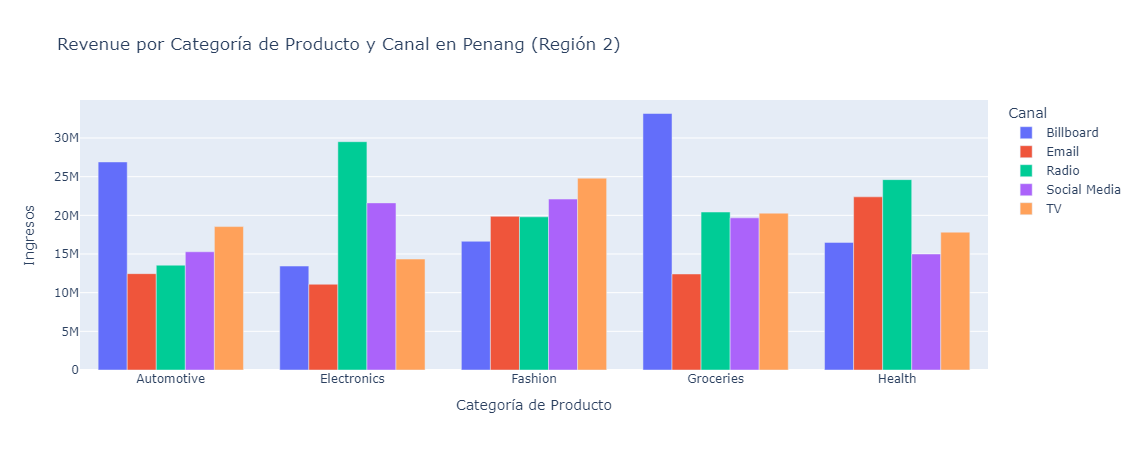 Revenue por Categoría de Producto y Canal en Penang (Región 2)
Canal
Billboard
Email
Radio
Social Media
TV
Ingresos
30M
25M
20M
15M
10M
5M
0
Automotive
Electronics
Fashion
Groceries
Health
Categoría de Producto